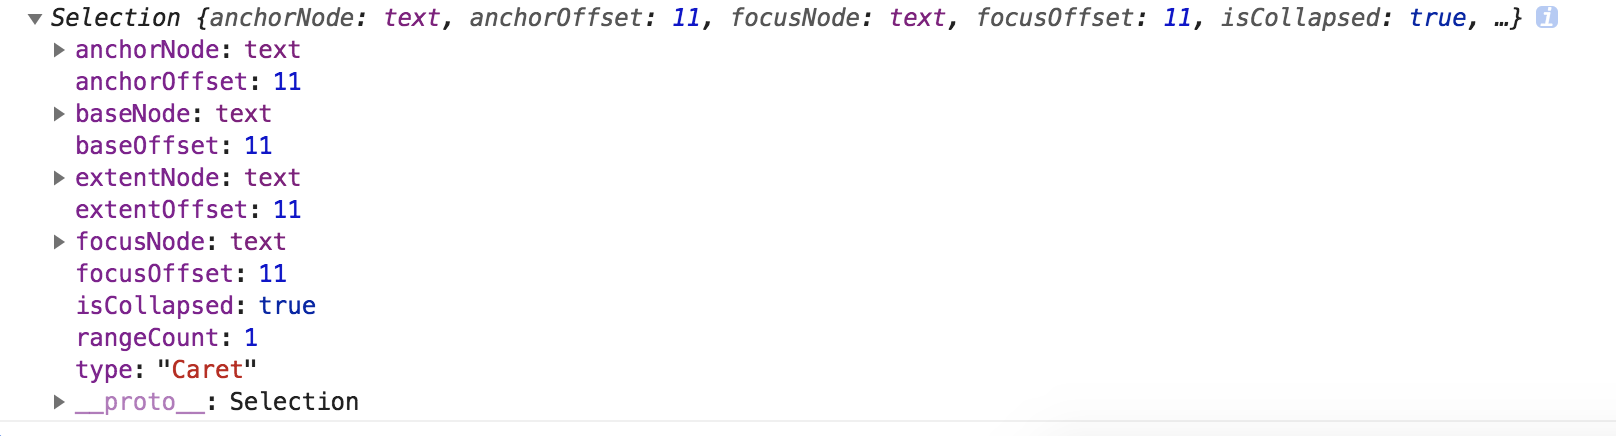 ▼ Selection {anchorNode: text, anchorOffset: 11, focusNode: text, focusOffset: 11, isCollapsed: true, …} i
▶ anchorNode: text
anchorOffset: 11
▶ baseNode: text
baseOffset: 11
▶ extentNode: text
extentOffset: 11
▶ focusNode: text
focusOffset: 11
isCollapsed: true
rangeCount: 1
type: "Caret"
▶ __proto__: Selection